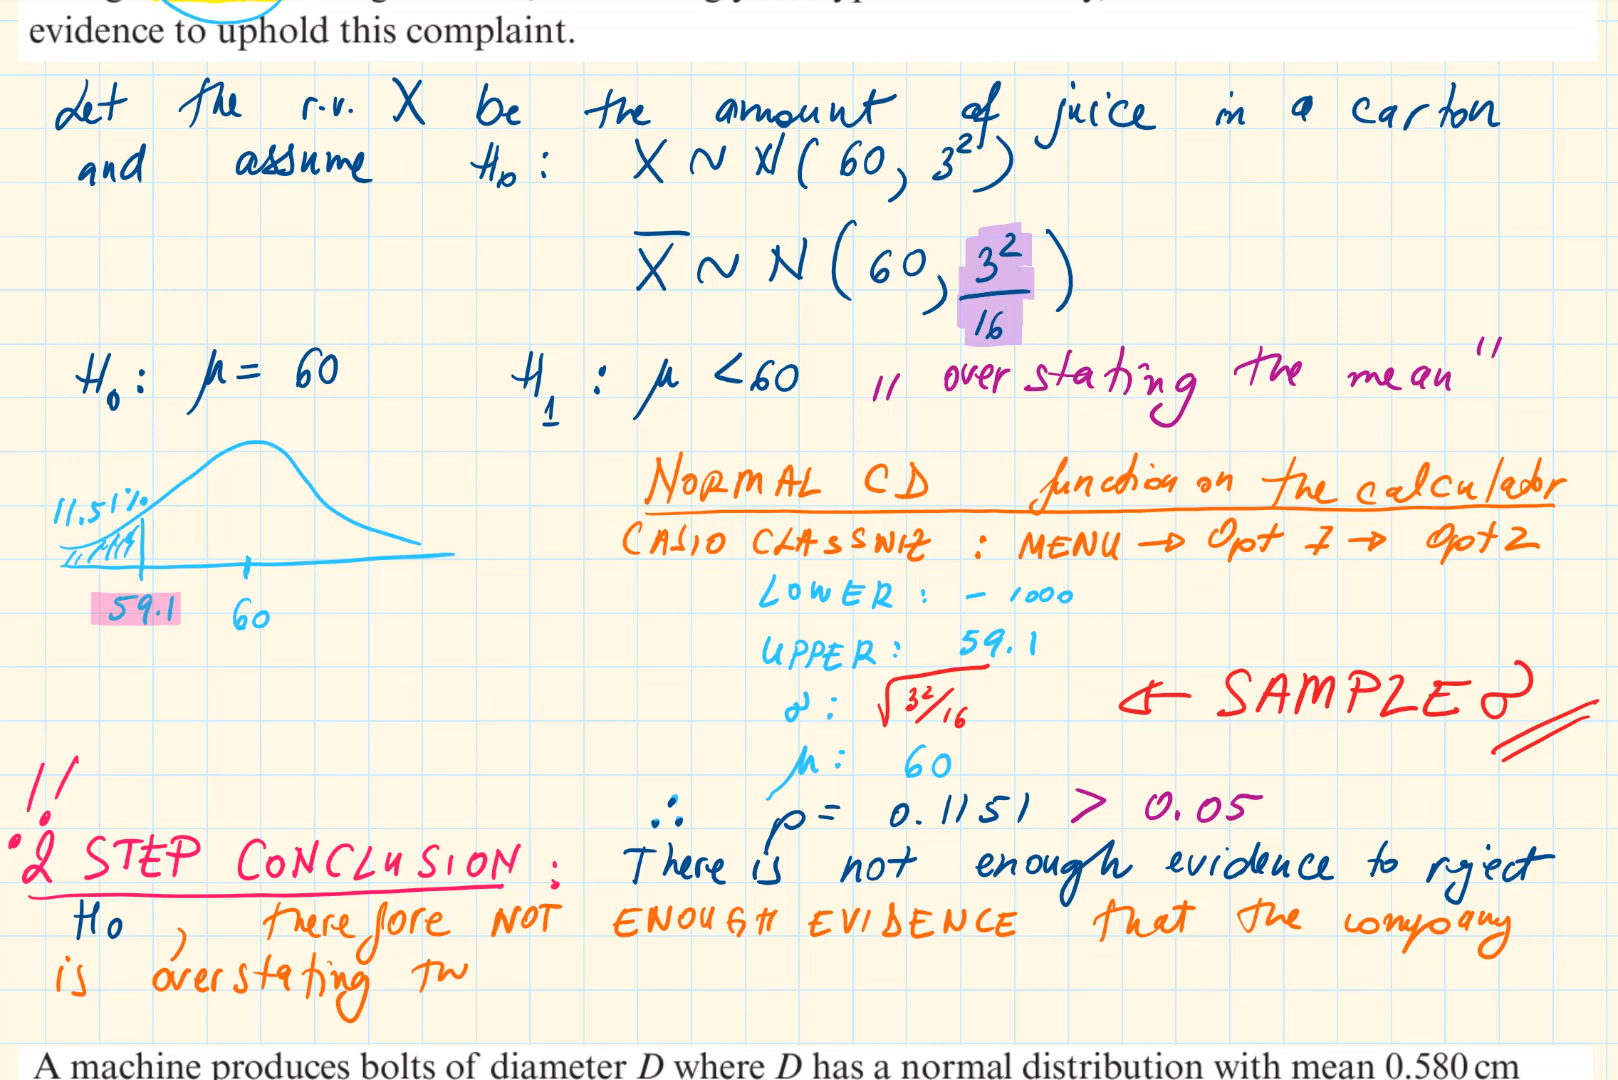 evidence to uphold this complaint.
Let the r.v. X be the amount of juice in a carton
and assume H₀ : X ~ N ( 60, 3²)
X̅ ~ N ( 60, 3²/16 )
H₀ : μ = 60 H₁ : μ < 60 " overstating the mean "
NORMAL CD function on the calculator
11.51%
CASIO CLASSWIZ : MENU → Opt 7 → Opt 2
LOWER : - 1000
59.1 60
UPPER : 59.1
σ : √3²/16 ← SAMPLE σ
μ : 60
!!
∴ p = 0.1151 > 0.05
2 STEP CONCLUSION : There is not enough evidence to reject
H₀ , therefore NOT ENOUGH EVIDENCE that the company
is overstating TH
A machine produces bolts of diameter D where D has a normal distribution with mean 0.580 cm